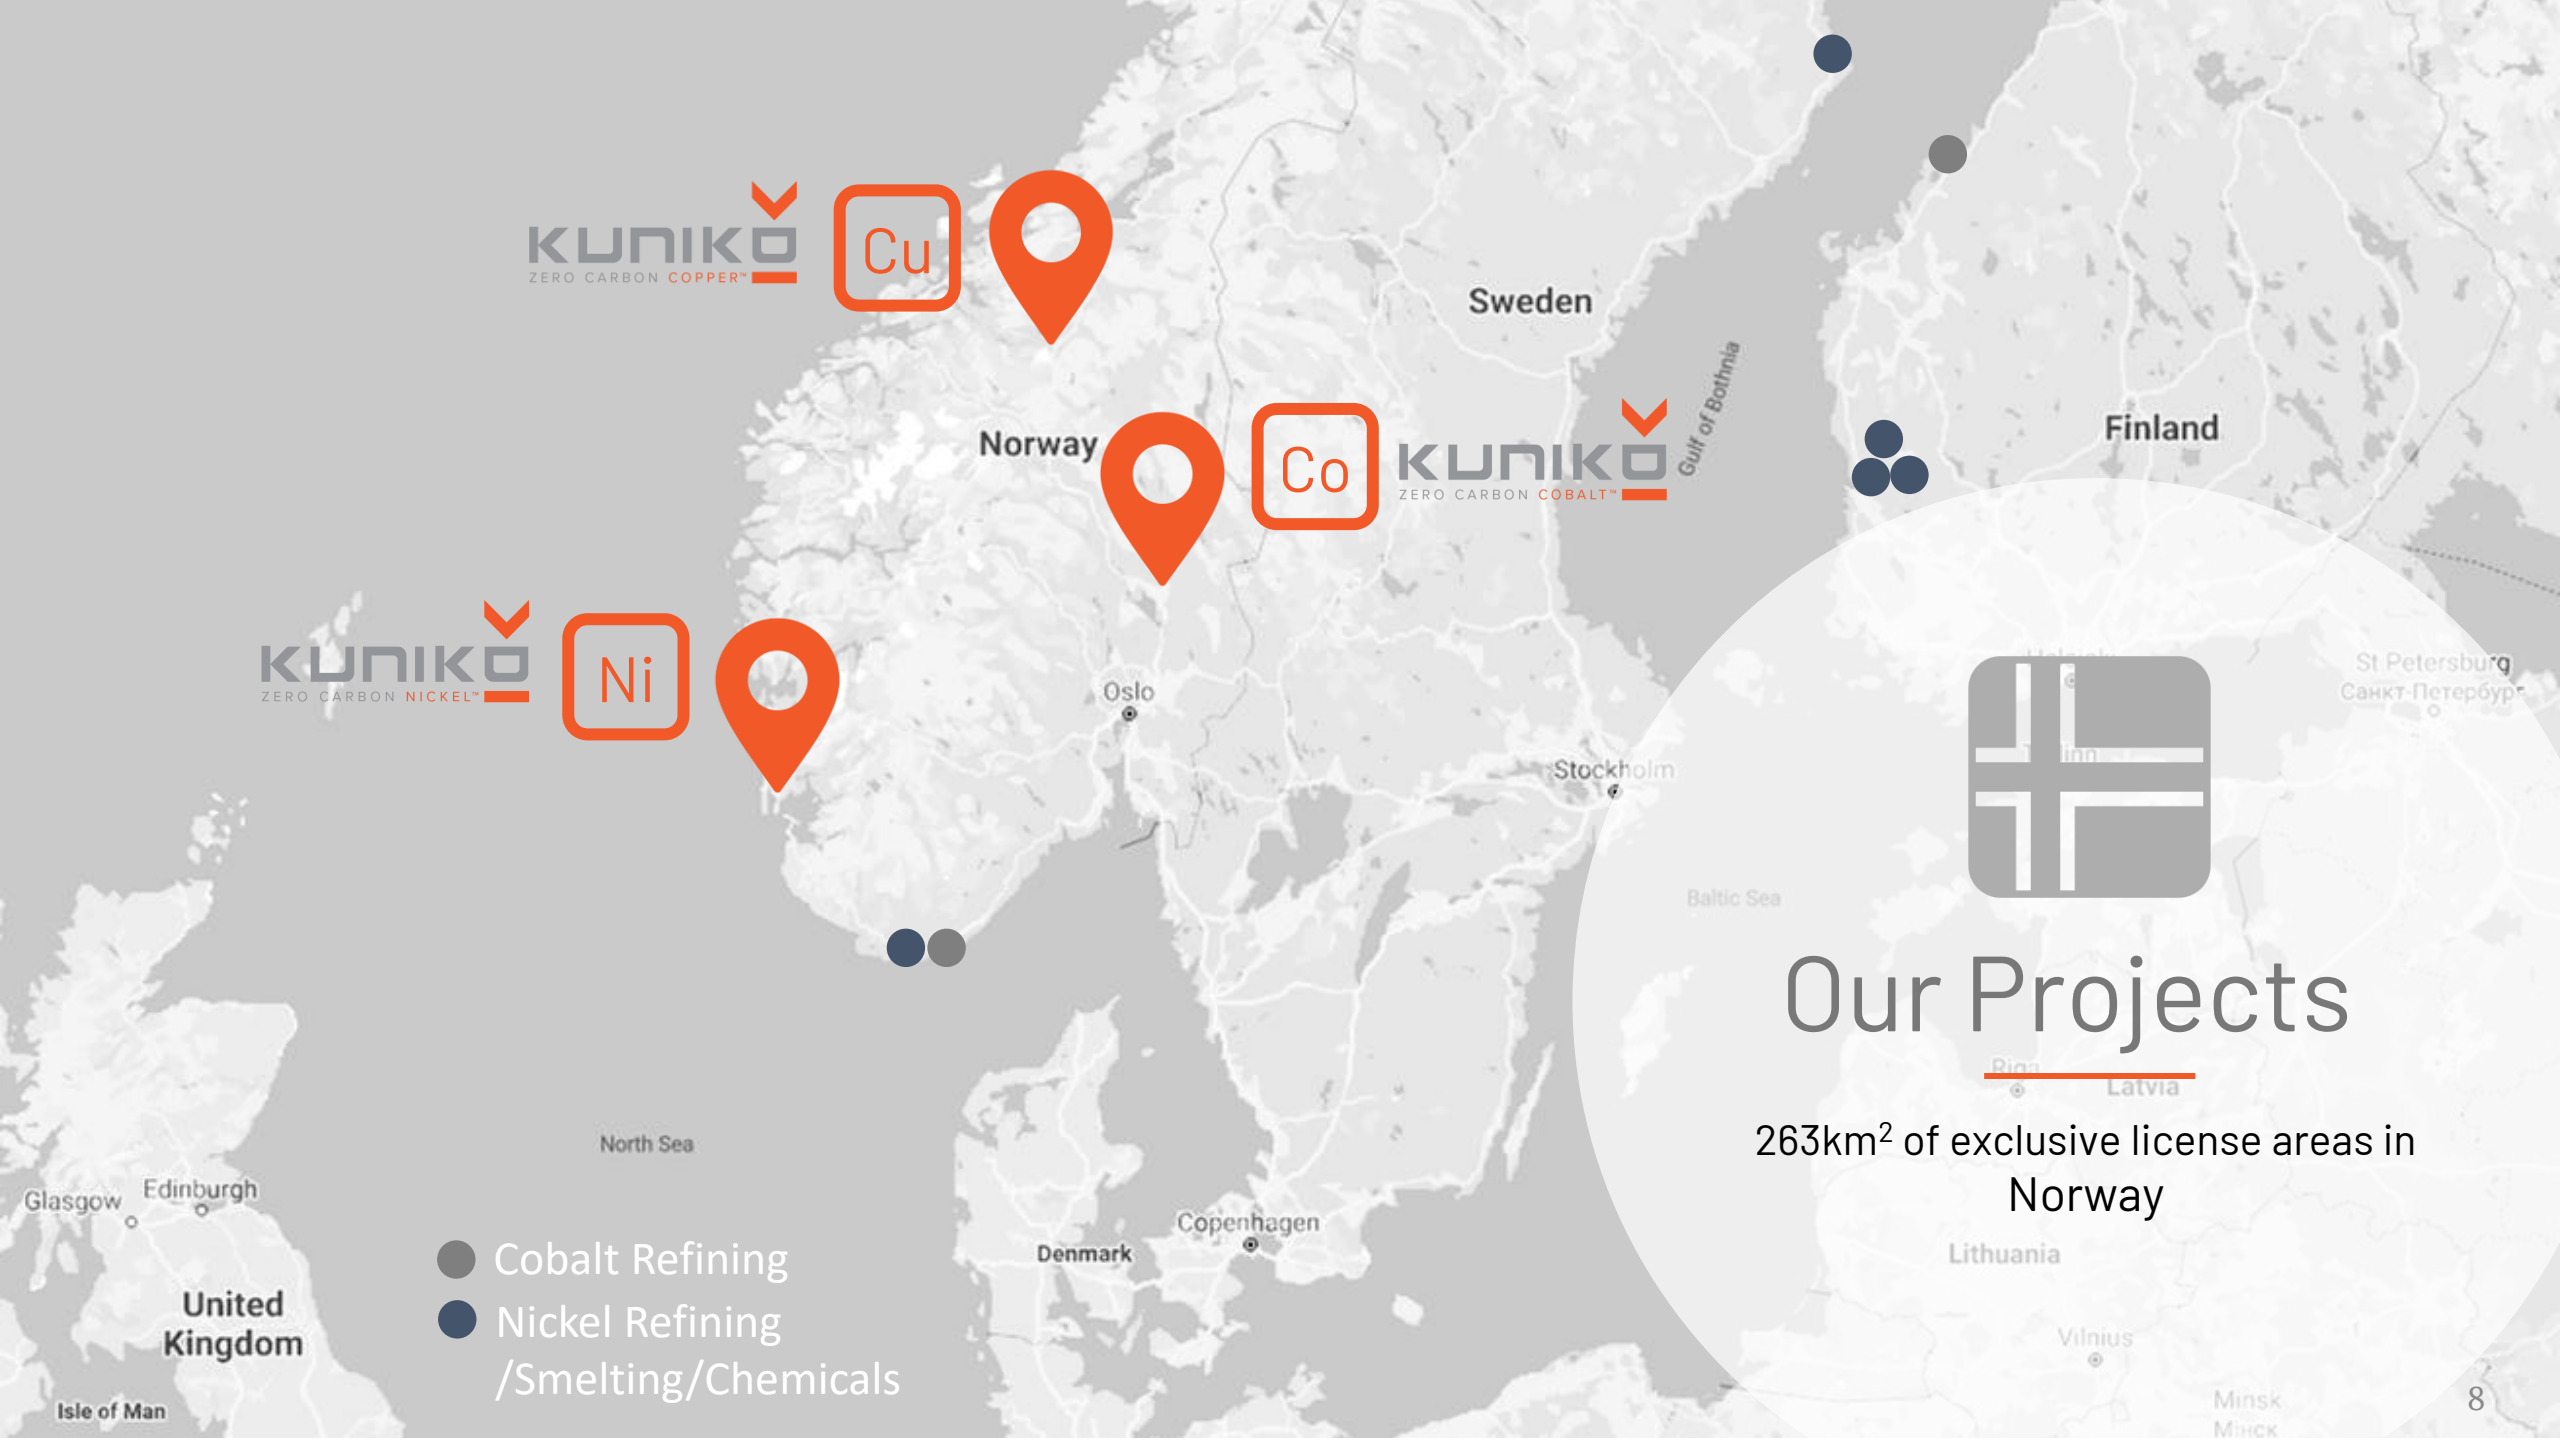 KUNIKO
ZERO CARBON COPPER™
Cu
Sweden
Gulf of Bothnia
Norway
Co
KUNIKO
ZERO CARBON COBALT™
Finland
KUNIKO
ZERO CARBON NICKEL™
Ni
Oslo
Stockholm
St Petersburg
Санкт-Петербург
Baltic Sea
Our Projects
Riga
Latvia
263km² of exclusive license areas in
Norway
North Sea
Glasgow
Edinburgh
Copenhagen
Denmark
Lithuania
Cobalt Refining
Nickel Refining
/Smelting/Chemicals
United
Kingdom
Vilnius
Isle of Man
Minsk
Минск
8